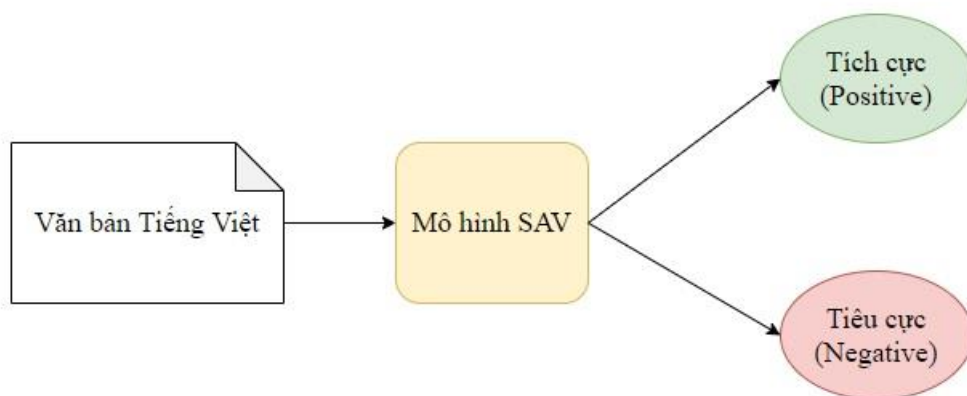 Văn bản Tiếng Việt
Mô hình SAV
Tích cực
(Positive)
Tiêu cực
(Negative)